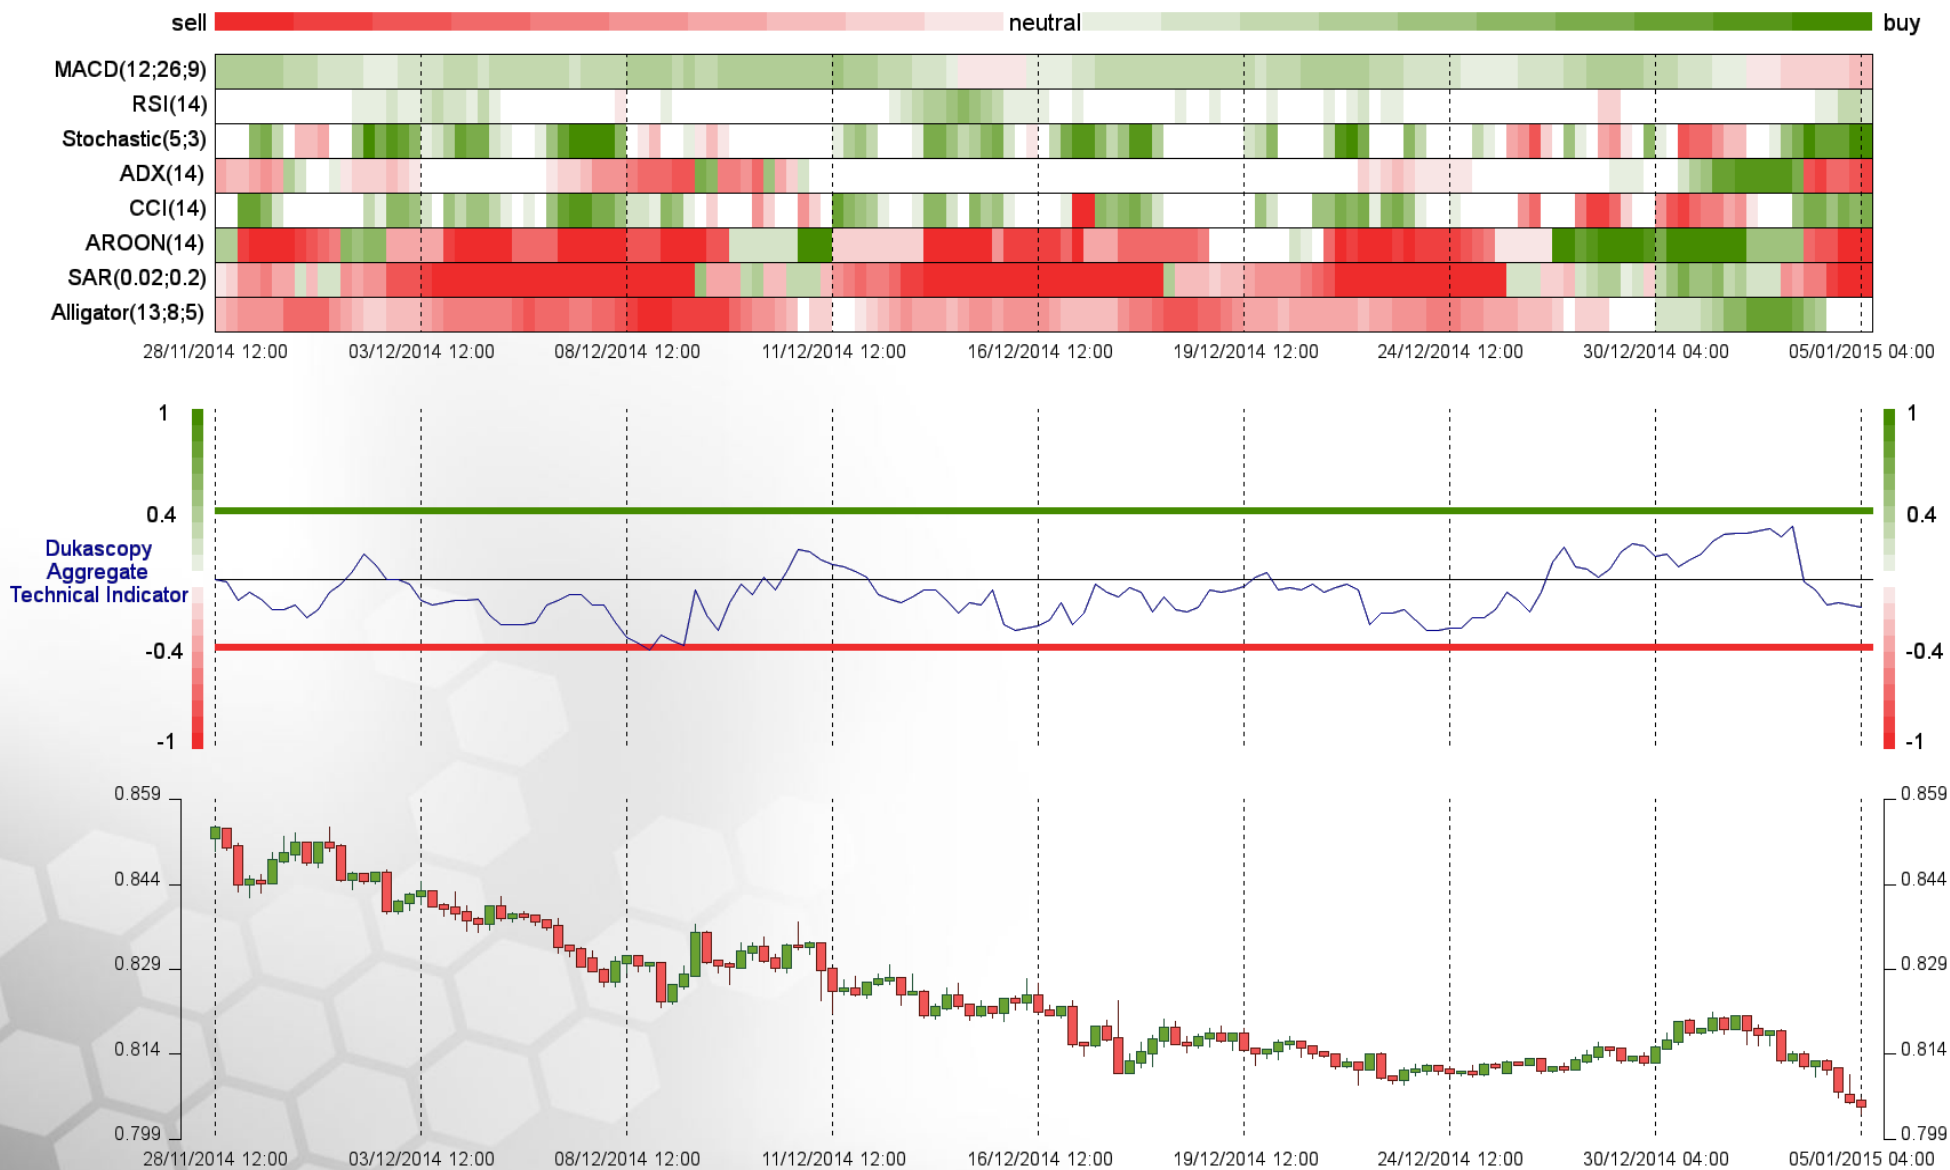 sell neutral buy
MACD(12;26;9)
RSI(14)
Stochastic(5;3)
ADX(14)
CCI(14)
AROON(14)
SAR(0.02;0.2)
Alligator(13;8;5)
28/11/2014 12:00 03/12/2014 12:00 08/12/2014 12:00 11/12/2014 12:00 16/12/2014 12:00 19/12/2014 12:00 24/12/2014 12:00 30/12/2014 04:00 05/01/2015 04:00
1 1
0.4 0.4
Dukascopy
Aggregate
Technical Indicator
-0.4 -0.4
-1 -1
0.859 0.859
0.844 0.844
0.829 0.829
0.814 0.814
0.799 0.799
28/11/2014 12:00 03/12/2014 12:00 08/12/2014 12:00 11/12/2014 12:00 16/12/2014 12:00 19/12/2014 12:00 24/12/2014 12:00 30/12/2014 04:00 05/01/2015 04:00